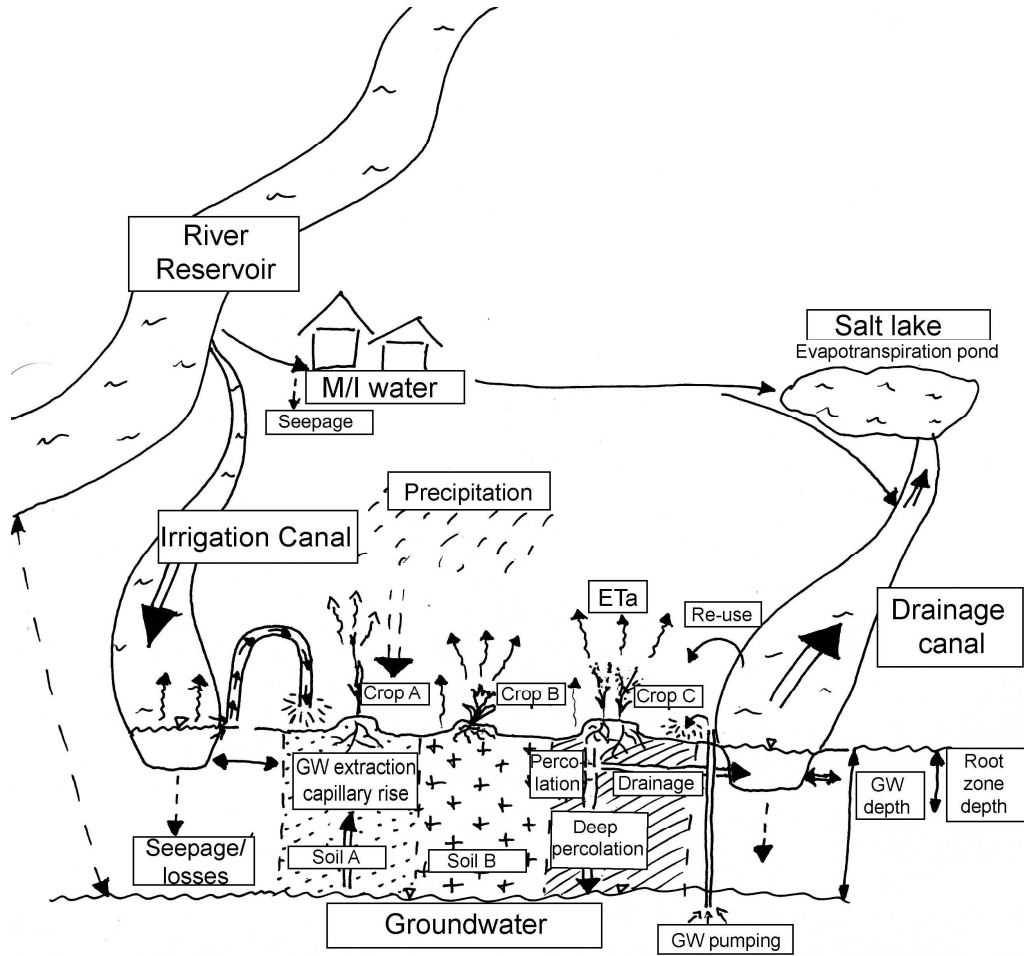 River
Reservoir
Salt lake
Evapotranspiration pond
M/I water
Seepage
Precipitation
Irrigation Canal
ETa
Re-use
Drainage
canal
Crop A
Crop B
Crop C
GW extraction
capillary rise
Perco-
lation
Drainage
GW
depth
Root
zone
depth
Deep
percolation
Seepage/
losses
Soil A
Soil B
Groundwater
GW pumping